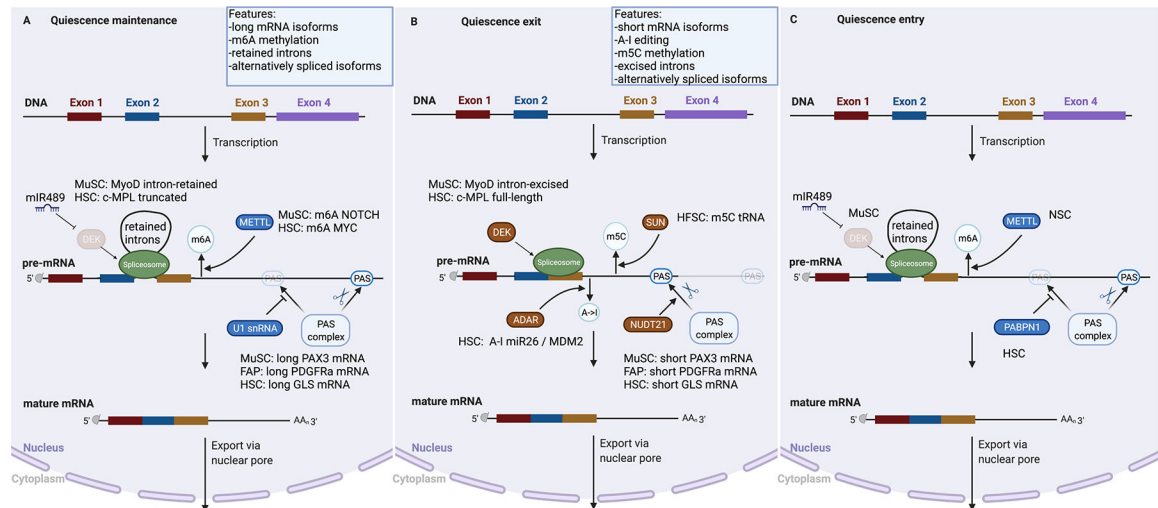 A Quiescence maintenance
Features:
-long mRNA isoforms
-m6A methylation
-retained introns
-alternatively spliced isoforms
DNA Exon 1 Exon 2 Exon 3 Exon 4
Transcription
MuSC: MyoD intron-retained
HSC: c-MPL truncated
mIR489
DEK
retained
introns
m6A
METTL
MuSC: m6A NOTCH
HSC: m6A MYC
Spliceosome
pre-mRNA
5'
PAS
PAS
U1 snRNA
PAS
complex
MuSC: long PAX3 mRNA
FAP: long PDGFRa mRNA
HSC: long GLS mRNA
mature mRNA
5' AAn 3'
Nucleus
Export via
nuclear pore
Cytoplasm
B Quiescence exit
Features:
-short mRNA isoforms
-A-I editing
-m5C methylation
-excised introns
-alternatively spliced isoforms
DNA Exon 1 Exon 2 Exon 3 Exon 4
Transcription
MuSC: MyoD intron-excised
HSC: c-MPL full-length
DEK
m5C
SUN
HFSC: m5C tRNA
Spliceosome
pre-mRNA
5'
PAS
PAS
ADAR
A->I
NUDT21
PAS
complex
HSC: A-I miR26 / MDM2
MuSC: short PAX3 mRNA
FAP: short PDGFRa mRNA
HSC: short GLS mRNA
mature mRNA
5' AAn 3'
Nucleus
Export via
nuclear pore
Cytoplasm
C Quiescence entry
DNA Exon 1 Exon 2 Exon 3 Exon 4
Transcription
mIR489
MuSC
DEK
retained
introns
m6A
METTL
NSC
Spliceosome
pre-mRNA
5'
PAS
PAS
PABPN1
PAS
complex
HSC
mature mRNA
5' AAn 3'
Nucleus
Export via
nuclear pore
Cytoplasm